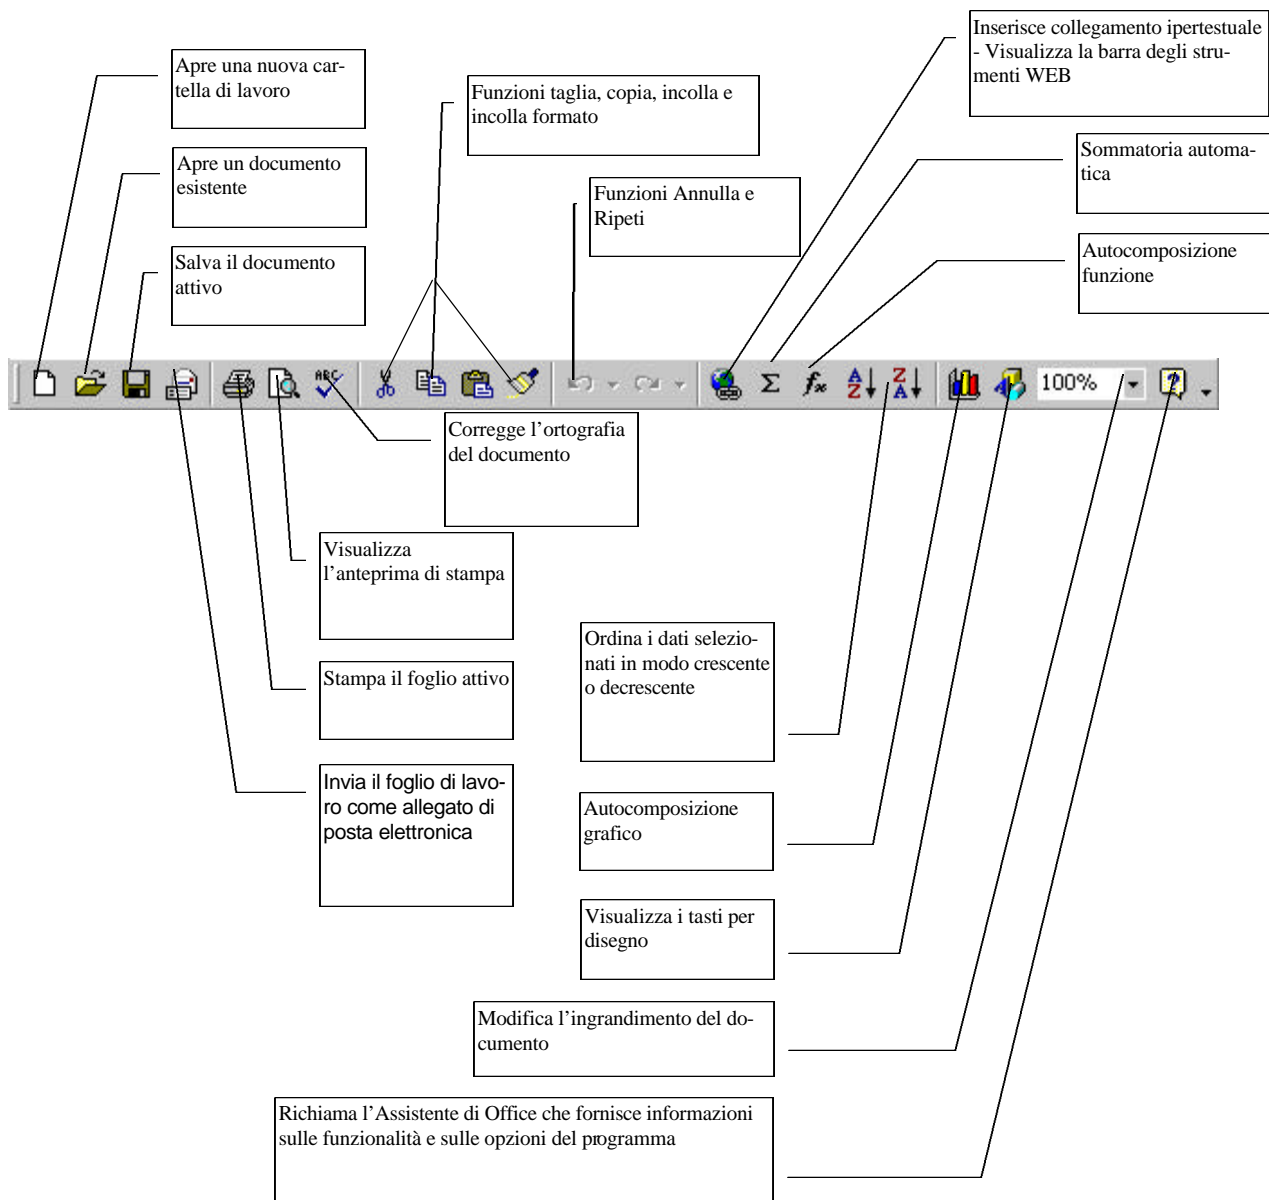 Inserisce collegamento ipertestuale
- Visualizza la barra degli stru-
menti WEB
Apre una nuova car-
tella di lavoro
Funzioni taglia, copia, incolla e
incolla formato
Sommatoria automa-
tica
Apre un documento
esistente
Funzioni Annulla e
Ripeti
Autocomposizione
funzione
Salva il documento
attivo
ABC
Σ
fx
A
Z
Z
A
100%
?
Corregge l’ortografia
del documento
Visualizza
l’anteprima di stampa
Ordina i dati selezio-
nati in modo crescente
o decrescente
Stampa il foglio attivo
Invia il foglio di lavo-
ro come allegato di
posta elettronica
Autocomposizione
grafico
Visualizza i tasti per
disegno
Modifica l’ingrandimento del do-
cumento
Richiama l’Assistente di Office che fornisce informazioni
sulle funzionalità e sulle opzioni del programma